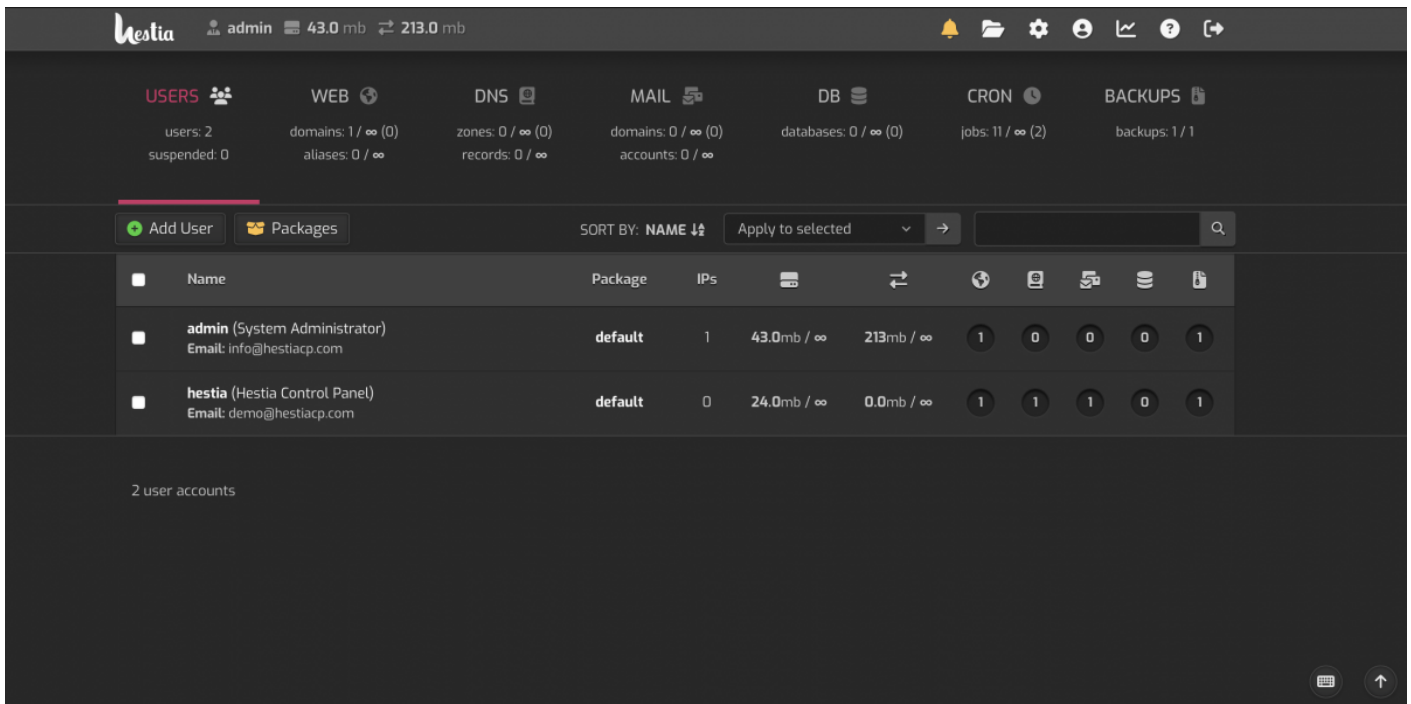 hestia admin 43.0 mb 213.0 mb
USERS WEB DNS MAIL DB CRON BACKUPS
users: 2 domains: 1 / ∞ (0) zones: 0 / ∞ (0) domains: 0 / ∞ (0) databases: 0 / ∞ (0) jobs: 11 / ∞ (2) backups: 1 / 1
suspended: 0 aliases: 0 / ∞ records: 0 / ∞ accounts: 0 / ∞
Add User Packages SORT BY: NAME Apply to selected
Name Package IPs
admin (System Administrator)
Email: info@hestiacp.com
default 1 43.0mb / ∞ 213mb / ∞ 1 0 0 0 1
hestia (Hestia Control Panel)
Email: demo@hestiacp.com
default 0 24.0mb / ∞ 0.0mb / ∞ 1 1 1 0 1
2 user accounts